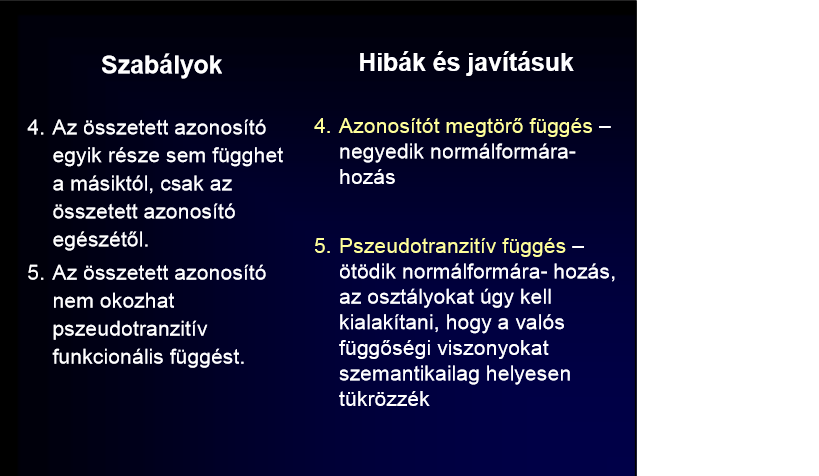 Szabályok
4. Az összetett azonosító
egyik része sem függhet
a másiktól, csak az
összetett azonosító
egészétől.
5. Az összetett azonosító
nem okozhat
pszeudotranzitív
funkcionális függést.
Hibák és javításuk
4. Azonosítót megtörő függés –
negyedik normálformára-
hozás
5. Pszeudotranzitív függés –
ötödik normálformára- hozás,
az osztályokat úgy kell
kialakítani, hogy a valós
függőségi viszonyokat
szemantikailag helyesen
tükrözzék